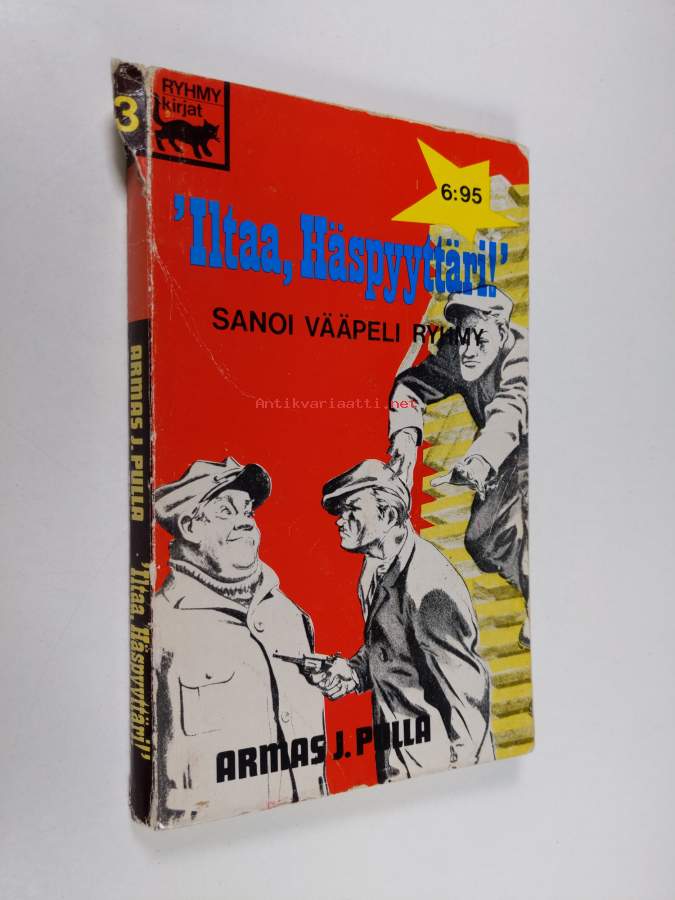 3
RYHMY
kirjat
6:95
'Iltaa, Häspyyttäri!'
SANOI VÄÄPELI RYHMY
Antikvariaatti.net
ARMAS J. PULLA
ARMAS J. PULLA 'Iltaa, Häspyyttäri!'